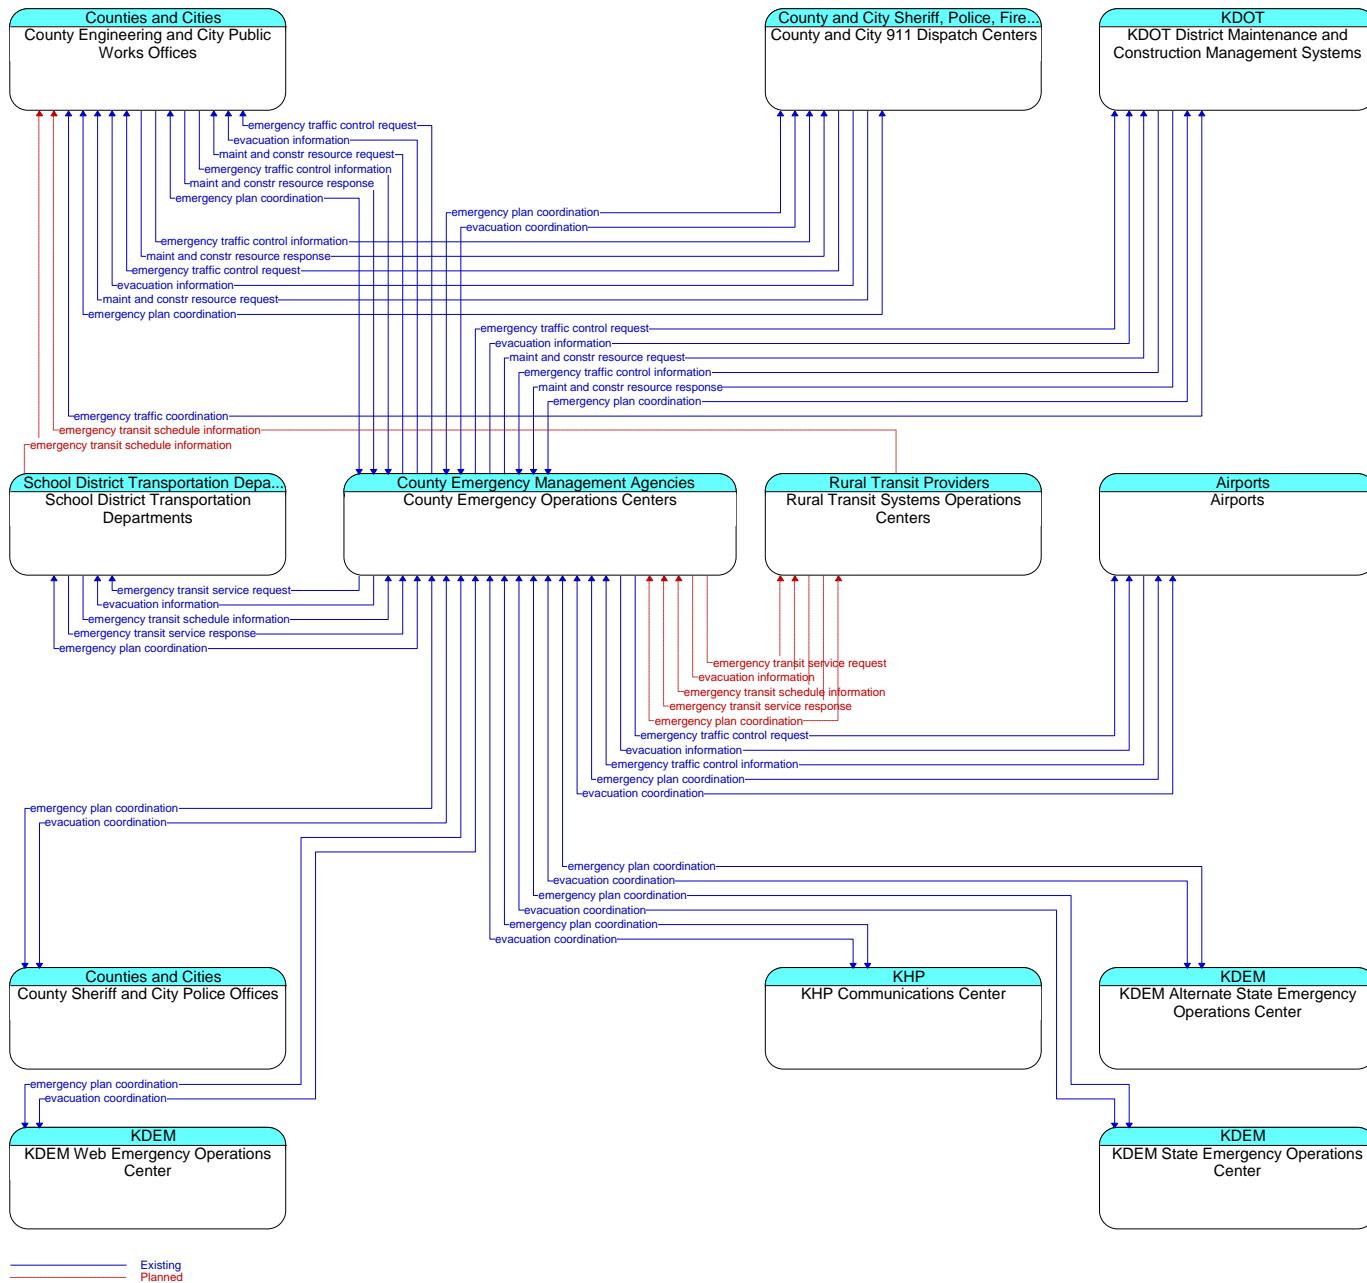 Counties and Cities
County Engineering and City Public
Works Offices
County and City Sheriff, Police, Fire...
County and City 911 Dispatch Centers
KDOT
KDOT District Maintenance and
Construction Management Systems
emergency traffic control request
evacuation information
maint and constr resource request
emergency traffic control information
maint and constr resource response
emergency plan coordination
emergency plan coordination
evacuation coordination
emergency traffic control information
maint and constr resource response
emergency traffic control request
evacuation information
maint and constr resource request
emergency plan coordination
emergency traffic control request
evacuation information
maint and constr resource request
emergency traffic control information
maint and constr resource response
emergency plan coordination
emergency traffic coordination
emergency transit schedule information
emergency transit schedule information
School District Transportation Depa...
School District Transportation
Departments
County Emergency Management Agencies
County Emergency Operations Centers
Rural Transit Providers
Rural Transit Systems Operations
Centers
Airports
Airports
emergency transit service request
evacuation information
emergency transit schedule information
emergency transit service response
emergency plan coordination
emergency transit service request
evacuation information
emergency transit schedule information
emergency transit service response
emergency plan coordination
emergency traffic control request
evacuation information
emergency traffic control information
emergency plan coordination
evacuation coordination
emergency plan coordination
evacuation coordination
emergency plan coordination
evacuation coordination
emergency plan coordination
evacuation coordination
emergency plan coordination
evacuation coordination
Counties and Cities
County Sheriff and City Police Offices
KHP
KHP Communications Center
KDEM
KDEM Alternate State Emergency
Operations Center
emergency plan coordination
evacuation coordination
KDEM
KDEM Web Emergency Operations
Center
KDEM
KDEM State Emergency Operations
Center
Existing
Planned